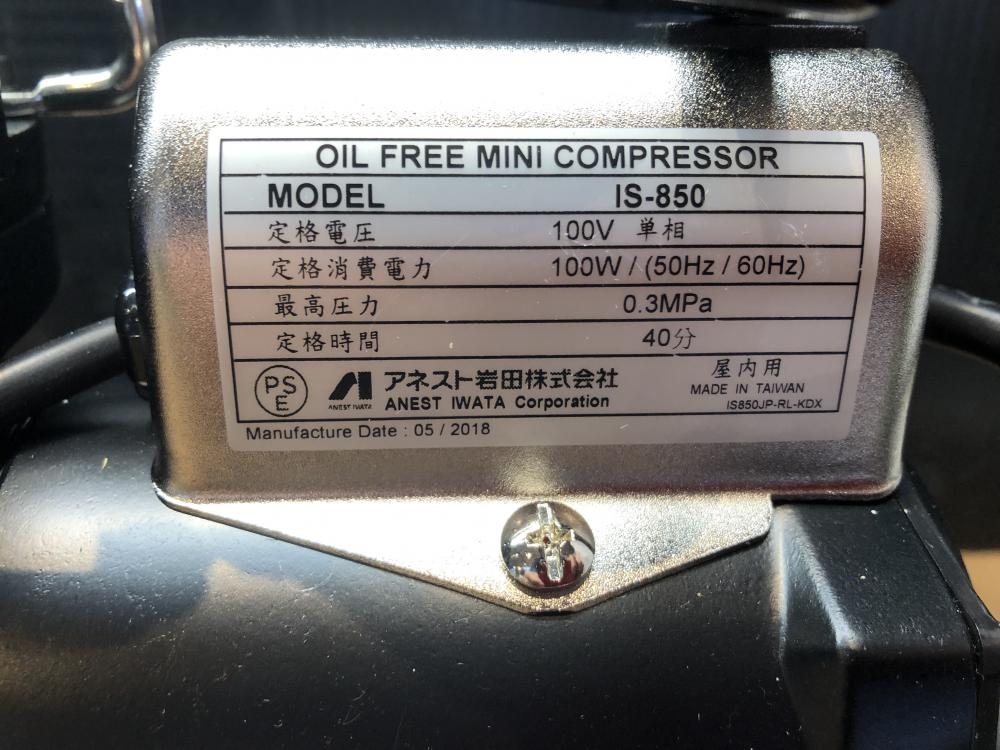 OIL FREE MINI COMPRESSOR
MODEL IS-850
定格電圧 100V 単相
定格消費電力 100W / (50Hz / 60Hz)
最高圧力 0.3MPa
定格時間 40分
PS
E
ANEST IWATA
アネスト岩田株式会社
ANEST IWATA Corporation
屋内用
MADE IN TAIWAN
IS850JP-RL-KDX
Manufacture Date : 05 / 2018